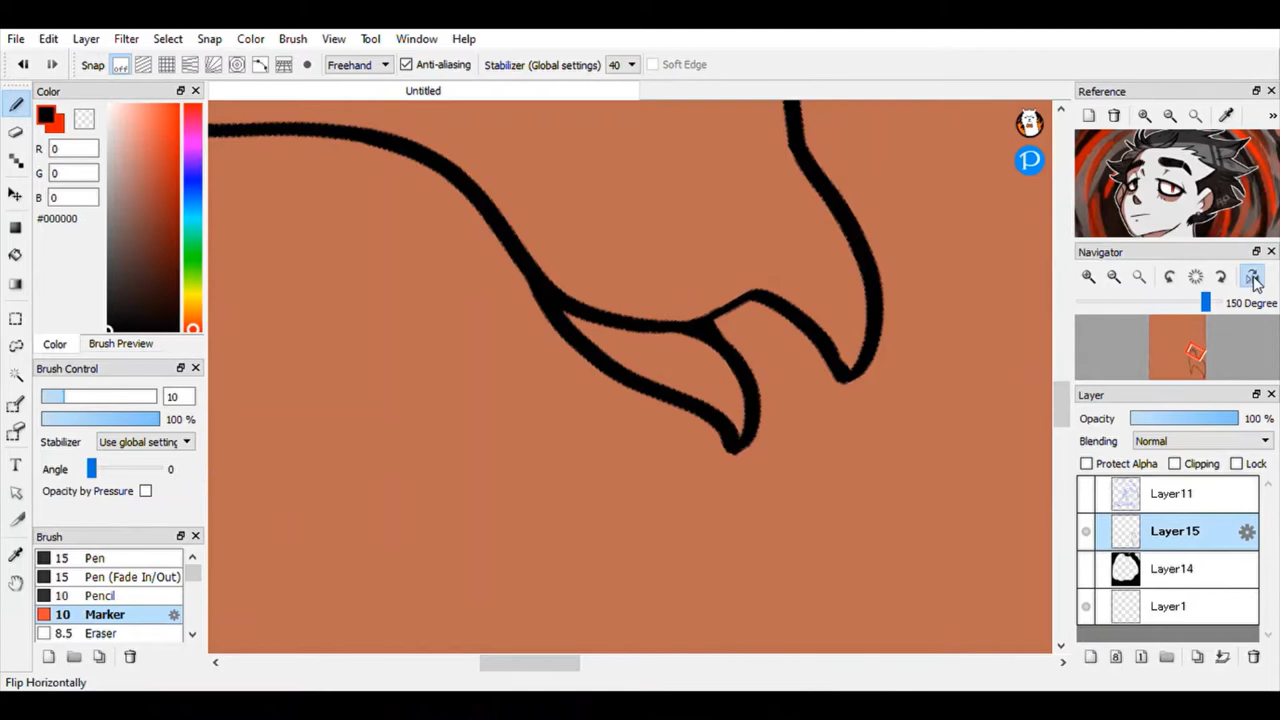 File Edit Layer Filter Select Snap Color Brush View Tool Window Help
Snap off Freehand Anti-aliasing Stabilizer (Global settings) 40 Soft Edge
Color
Untitled
Reference
R 0
G 0
B 0
#000000
Navigator
150 Degree
Color Brush Preview
Brush Control
10
100 %
Stabilizer Use global setting
Angle 0
Opacity by Pressure
Layer
Opacity 100 %
Blending Normal
Protect Alpha Clipping Lock
Layer11
Layer15
Layer14
Layer1
Brush
15 Pen
15 Pen (Fade In/Out)
10 Pencil
10 Marker
8.5 Eraser
8 1
Flip Horizontally
P